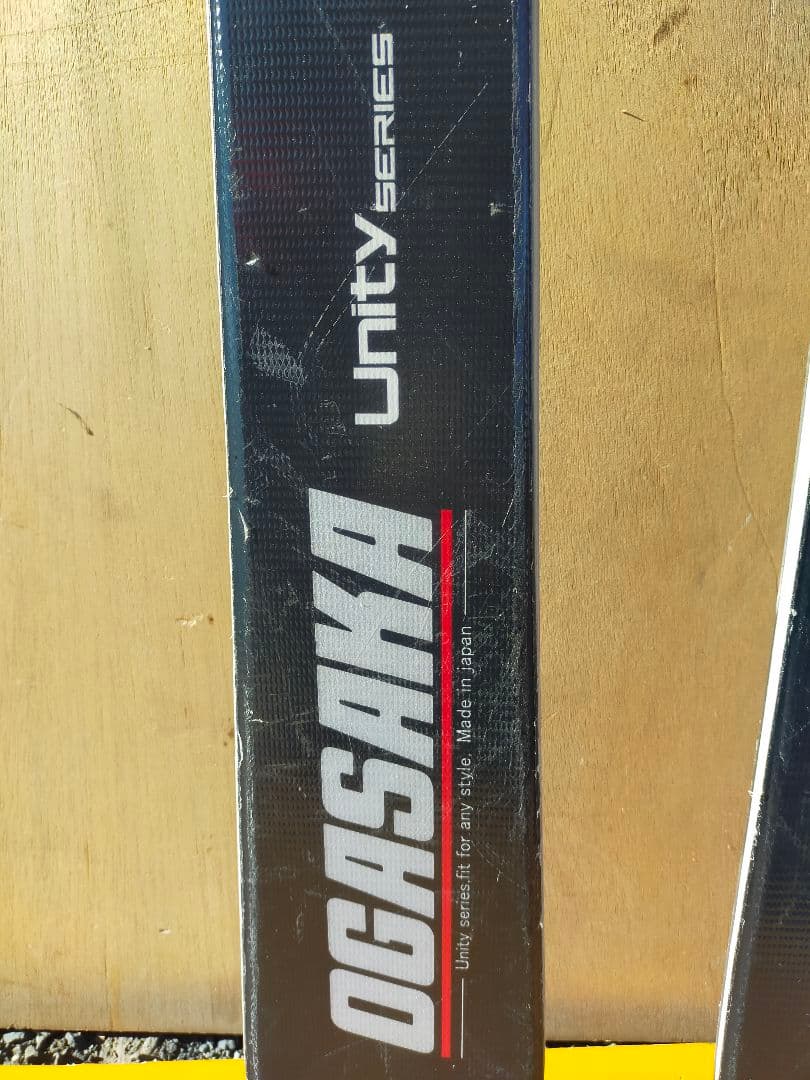 OGASAKA
Unity SERIES
Unity series.fit for any style. Made in japan